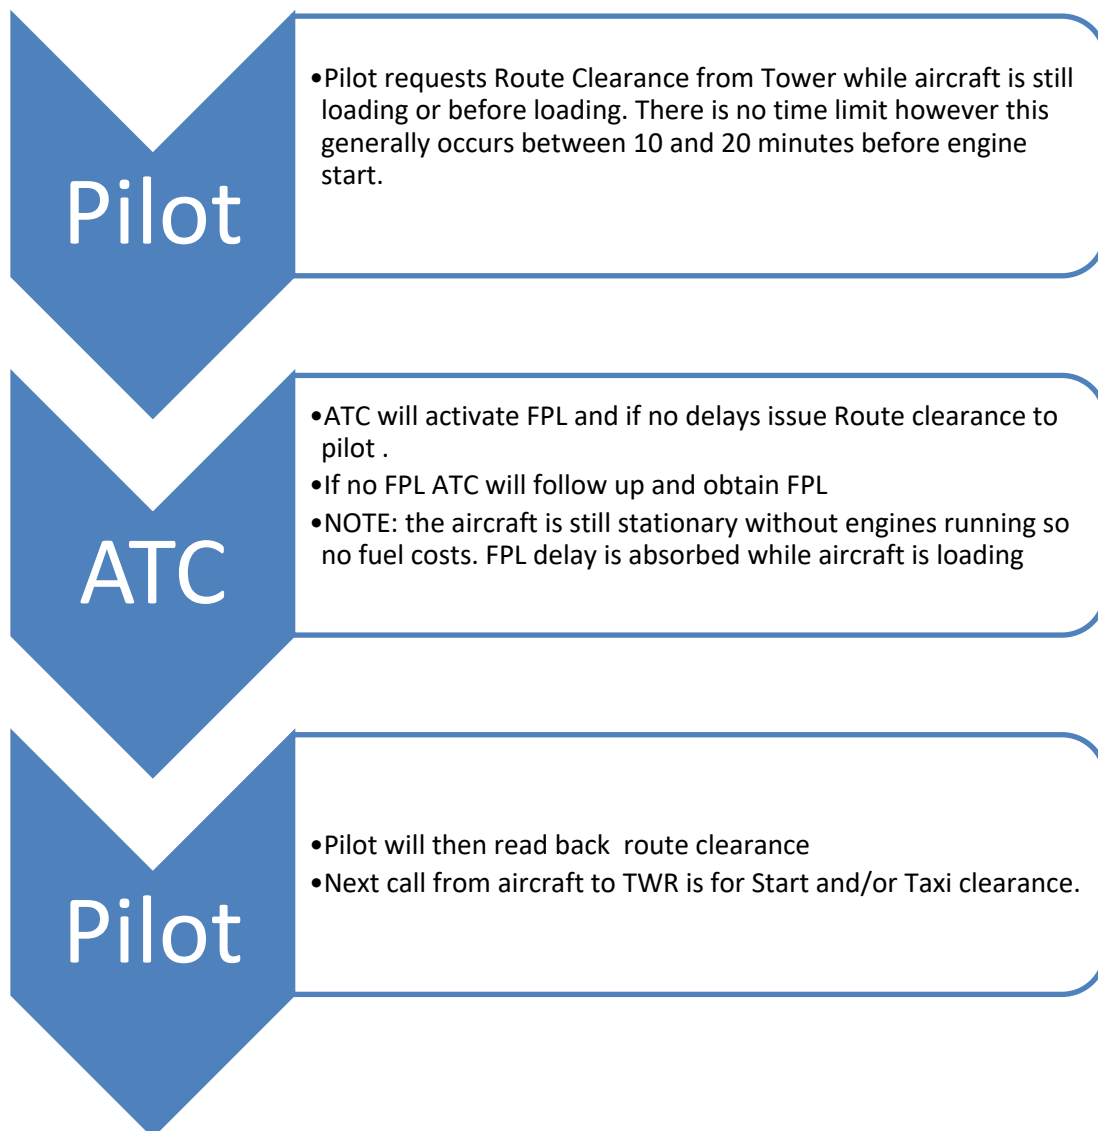 Pilot
•Pilot requests Route Clearance from Tower while aircraft is still
loading or before loading. There is no time limit however this
generally occurs between 10 and 20 minutes before engine
start.
ATC
•ATC will activate FPL and if no delays issue Route clearance to
pilot .
•If no FPL ATC will follow up and obtain FPL
•NOTE: the aircraft is still stationary without engines running so
no fuel costs. FPL delay is absorbed while aircraft is loading
Pilot
•Pilot will then read back  route clearance
•Next call from aircraft to TWR is for Start and/or Taxi clearance.